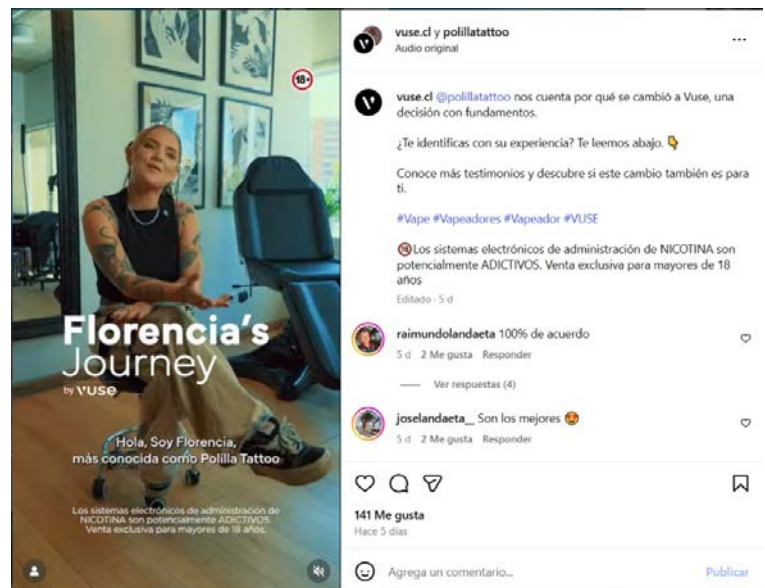 18+
Florencia's
Journey
by VUSE
Hola, Soy Florencia,
más conocida como Polilla Tattoo
Los sistemas electrónicos de administración de
NICOTINA son potencialmente ADICTIVOS.
Venta exclusiva para mayores de 18 años.
vuse.cl y polillatattoo
Audio original
vuse.cl @polillatattoo nos cuenta por qué se cambió a Vuse, una
decisión con fundamentos.
¿Te identificas con su experiencia? Te leemos abajo. 👇
Conoce más testimonios y descubre si este cambio también es para
ti.
#Vape #Vapeadores #Vapeador #VUSE
🔞Los sistemas electrónicos de administración de NICOTINA son
potencialmente ADICTIVOS. Venta exclusiva para mayores de 18
años
Editado · 5 d
raimundolandaeta 100% de acuerdo
5 d 2 Me gusta Responder
Ver respuestas (4)
joselandaeta__ Son los mejores 🤩
5 d 2 Me gusta Responder
141 Me gusta
Hace 5 días
Agrega un comentario...
Publicar